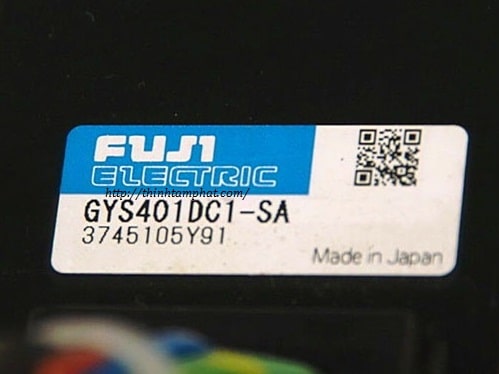 FUJI
ELECTRIC
http://thinhtamphat.com/
GYS401DC1-SA
3745105Y91
Made in Japan